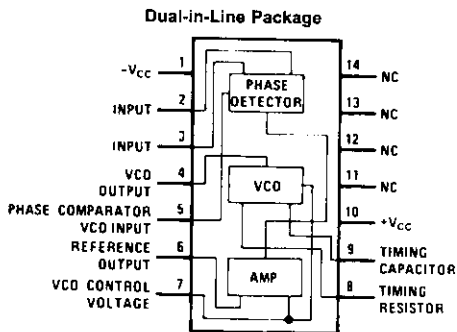 Dual-in-Line Package
1
-VCC
2
INPUT
3
INPUT
4
VCO
OUTPUT
5
PHASE COMPARATOR
VCO INPUT
6
REFERENCE
OUTPUT
7
VCO CONTROL
VOLTAGE
PHASE
DETECTOR
VCO
AMP
14
NC
13
NC
12
NC
11
NC
10
+VCC
9
TIMING
CAPACITOR
8
TIMING
RESISTOR